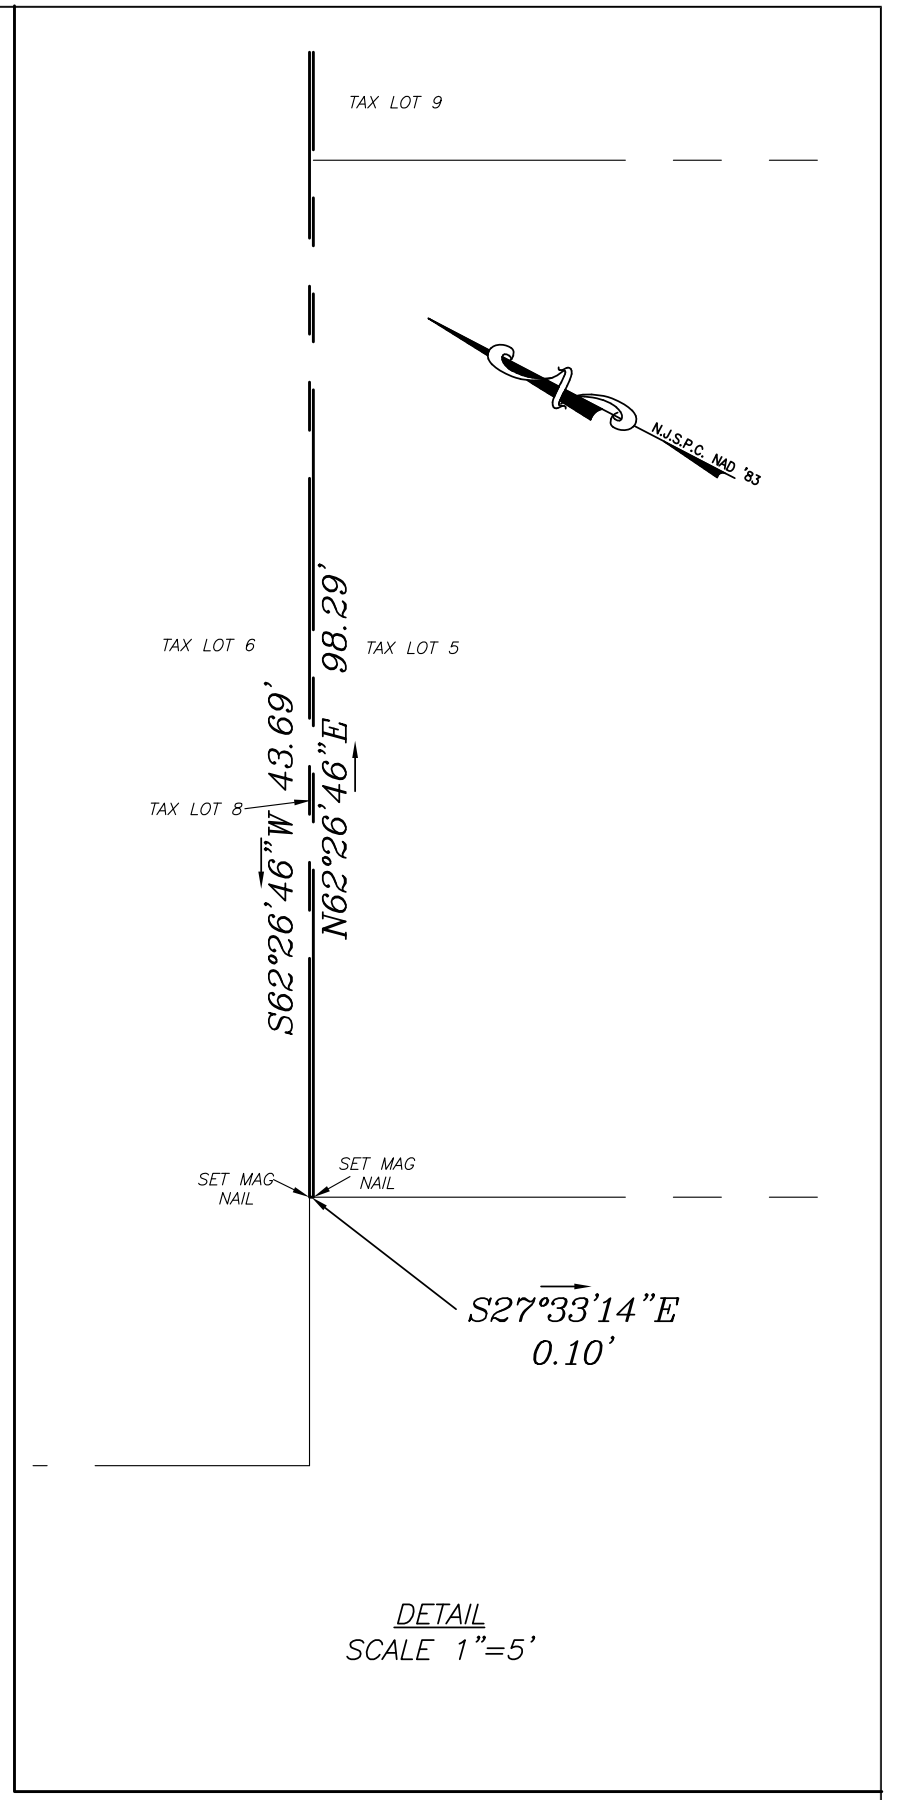 TAX LOT 9
N.J.S.P.C. NAD '83
TAX LOT 6
98.29'
TAX LOT 5
S62°26'46"W 43.69'
N62°26'46"E
TAX LOT 8
SET MAG
NAIL
SET MAG
NAIL
S27°33'14"E
0.10'
DETAIL
SCALE 1"=5'